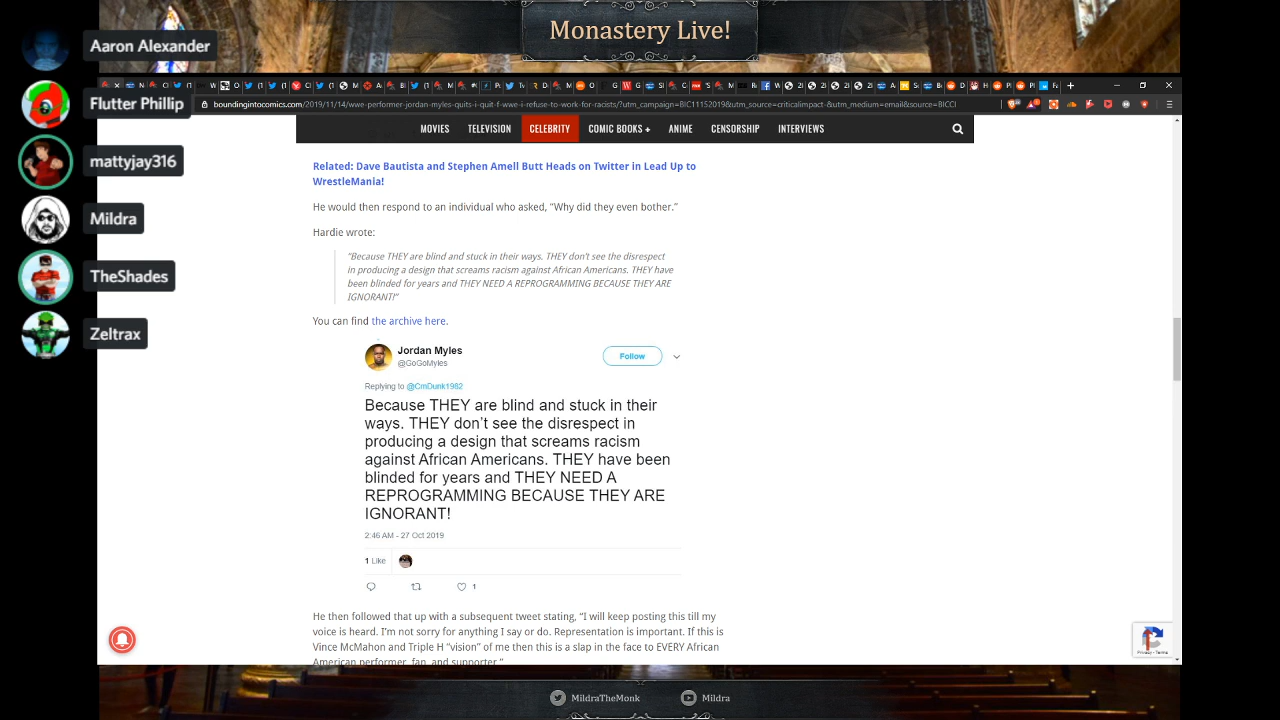 Monastery Live!
Aaron Alexander
Flutter Phillip
mattyjay316
Mildra
TheShades
Zeltrax
boundingintocomics.com/2019/11/14/wwe-performer-jordan-myles-quits-i-quit-f-wwe-i-refuse-to-work-for-racists/?utm_campaign=BIC11152019&utm_source=criticalimpact-&utm_medium=email&source=BICCI
MOVIES TELEVISION CELEBRITY COMIC BOOKS + ANIME CENSORSHIP INTERVIEWS
Related: Dave Bautista and Stephen Amell Butt Heads on Twitter in Lead Up to
WrestleMania!
He would then respond to an individual who asked, “Why did they even bother.”
Hardie wrote:
“Because THEY are blind and stuck in their ways. THEY don’t see the disrespect
in producing a design that screams racism against African Americans. THEY have
been blinded for years and THEY NEED A REPROGRAMMING BECAUSE THEY ARE
IGNORANT!”
You can find the archive here.
Jordan Myles
@GoGoMyles
Follow
Replying to @CmDunk1982
Because THEY are blind and stuck in their
ways. THEY don’t see the disrespect in
producing a design that screams racism
against African Americans. THEY have been
blinded for years and THEY NEED A
REPROGRAMMING BECAUSE THEY ARE
IGNORANT!
2:46 AM - 27 Oct 2019
1 Like
1
He then followed that up with a subsequent tweet stating, “I will keep posting this till my
voice is heard. I’m not sorry for anything I say or do. Representation is important. If this is
Vince McMahon and Triple H “vision” of me then this is a slap in the face to EVERY African
American performer, fan, and supporter.”
Privacy - Terms
MildraTheMonk
Mildra